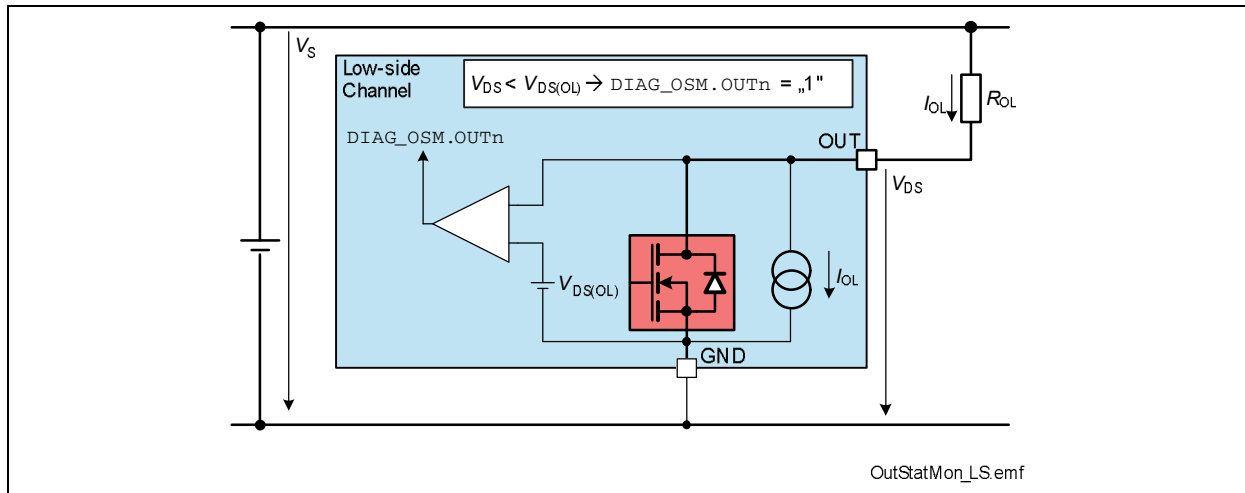 VS
Low-side
Channel
VDS < VDS(OL) → DIAG_OSM.OUTn = „1"
IOL
ROL
DIAG_OSM.OUTn
OUT
VDS
VDS(OL)
IOL
GND
OutStatMon_LS.emf